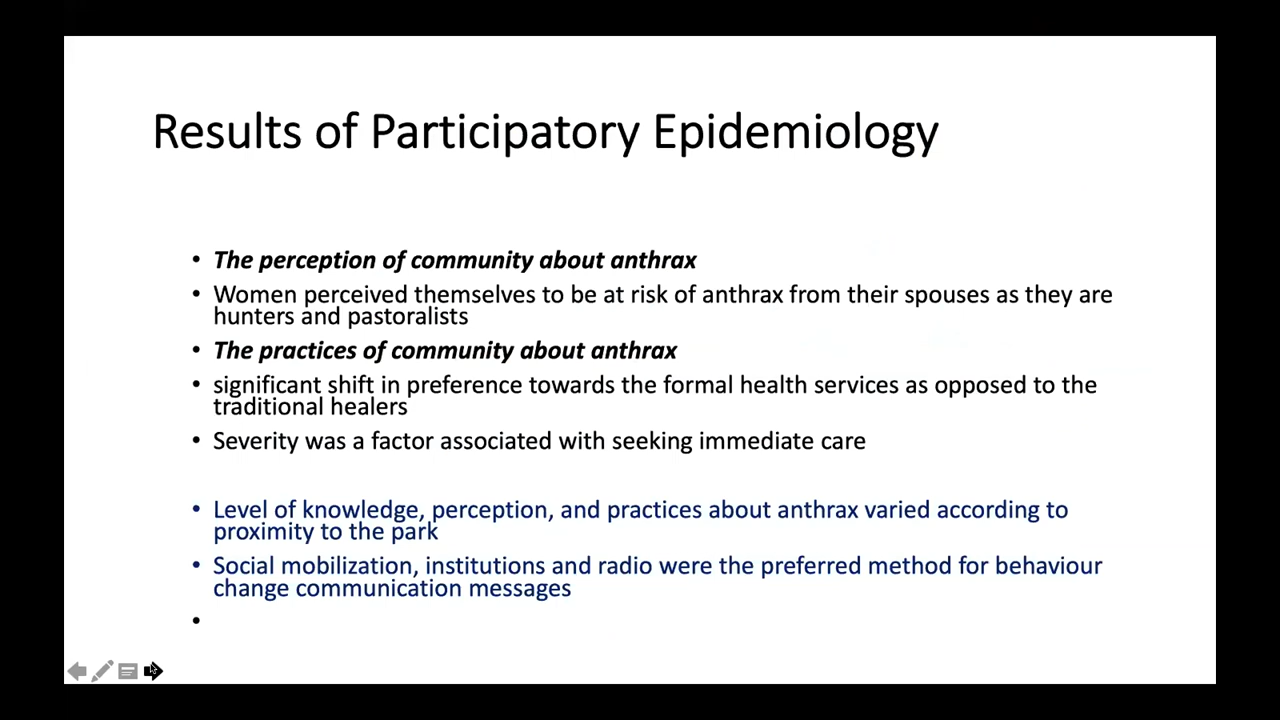 Results of Participatory Epidemiology
• The perception of community about anthrax
• Women perceived themselves to be at risk of anthrax from their spouses as they are
hunters and pastoralists
• The practices of community about anthrax
• significant shift in preference towards the formal health services as opposed to the
traditional healers
• Severity was a factor associated with seeking immediate care
• Level of knowledge, perception, and practices about anthrax varied according to
proximity to the park
• Social mobilization, institutions and radio were the preferred method for behaviour
change communication messages
•